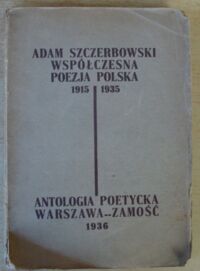 ADAM SZCZERBOWSKI
WSPÓŁCZESNA
POEZJA POLSKA
1915 1935
ANTOLOGIA POETYCKA
WARSZAWA--ZAMOŚĆ
1936